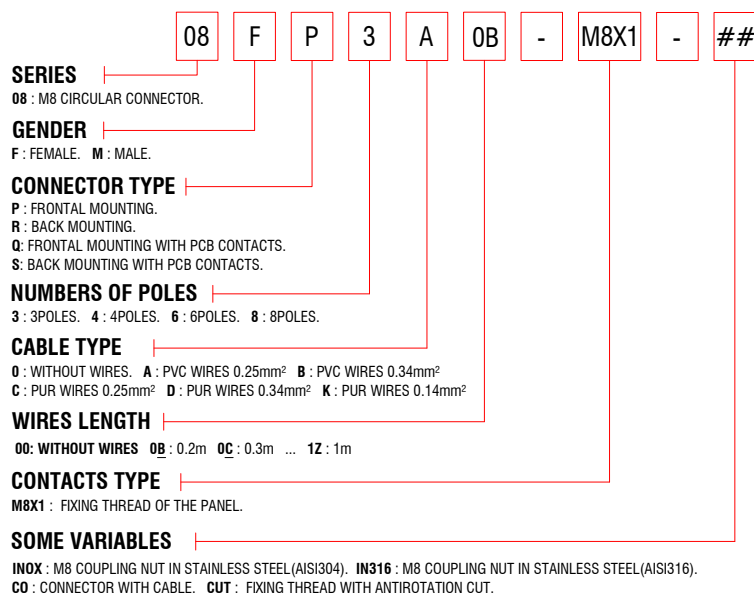 08 F P 3 A 0B - M8X1 - ##
SERIES
08 : M8 CIRCULAR CONNECTOR.
GENDER
F : FEMALE. M : MALE.
CONNECTOR TYPE
P : FRONTAL MOUNTING.
R : BACK MOUNTING.
Q: FRONTAL MOUNTING WITH PCB CONTACTS.
S: BACK MOUNTING WITH PCB CONTACTS.
NUMBERS OF POLES
3 : 3POLES. 4 : 4POLES. 6 : 6POLES. 8 : 8POLES.
CABLE TYPE
0 : WITHOUT WIRES. A : PVC WIRES 0.25mm² B : PVC WIRES 0.34mm²
C : PUR WIRES 0.25mm² D : PUR WIRES 0.34mm² K : PUR WIRES 0.14mm²
WIRES LENGTH
00: WITHOUT WIRES 0B : 0.2m 0C : 0.3m ... 1Z : 1m
CONTACTS TYPE
M8X1 : FIXING THREAD OF THE PANEL.
SOME VARIABLES
INOX : M8 COUPLING NUT IN STAINLESS STEEL(AISI304). IN316 : M8 COUPLING NUT IN STAINLESS STEEL(AISI316).
CO : CONNECTOR WITH CABLE. CUT : FIXING THREAD WITH ANTIROTATION CUT.